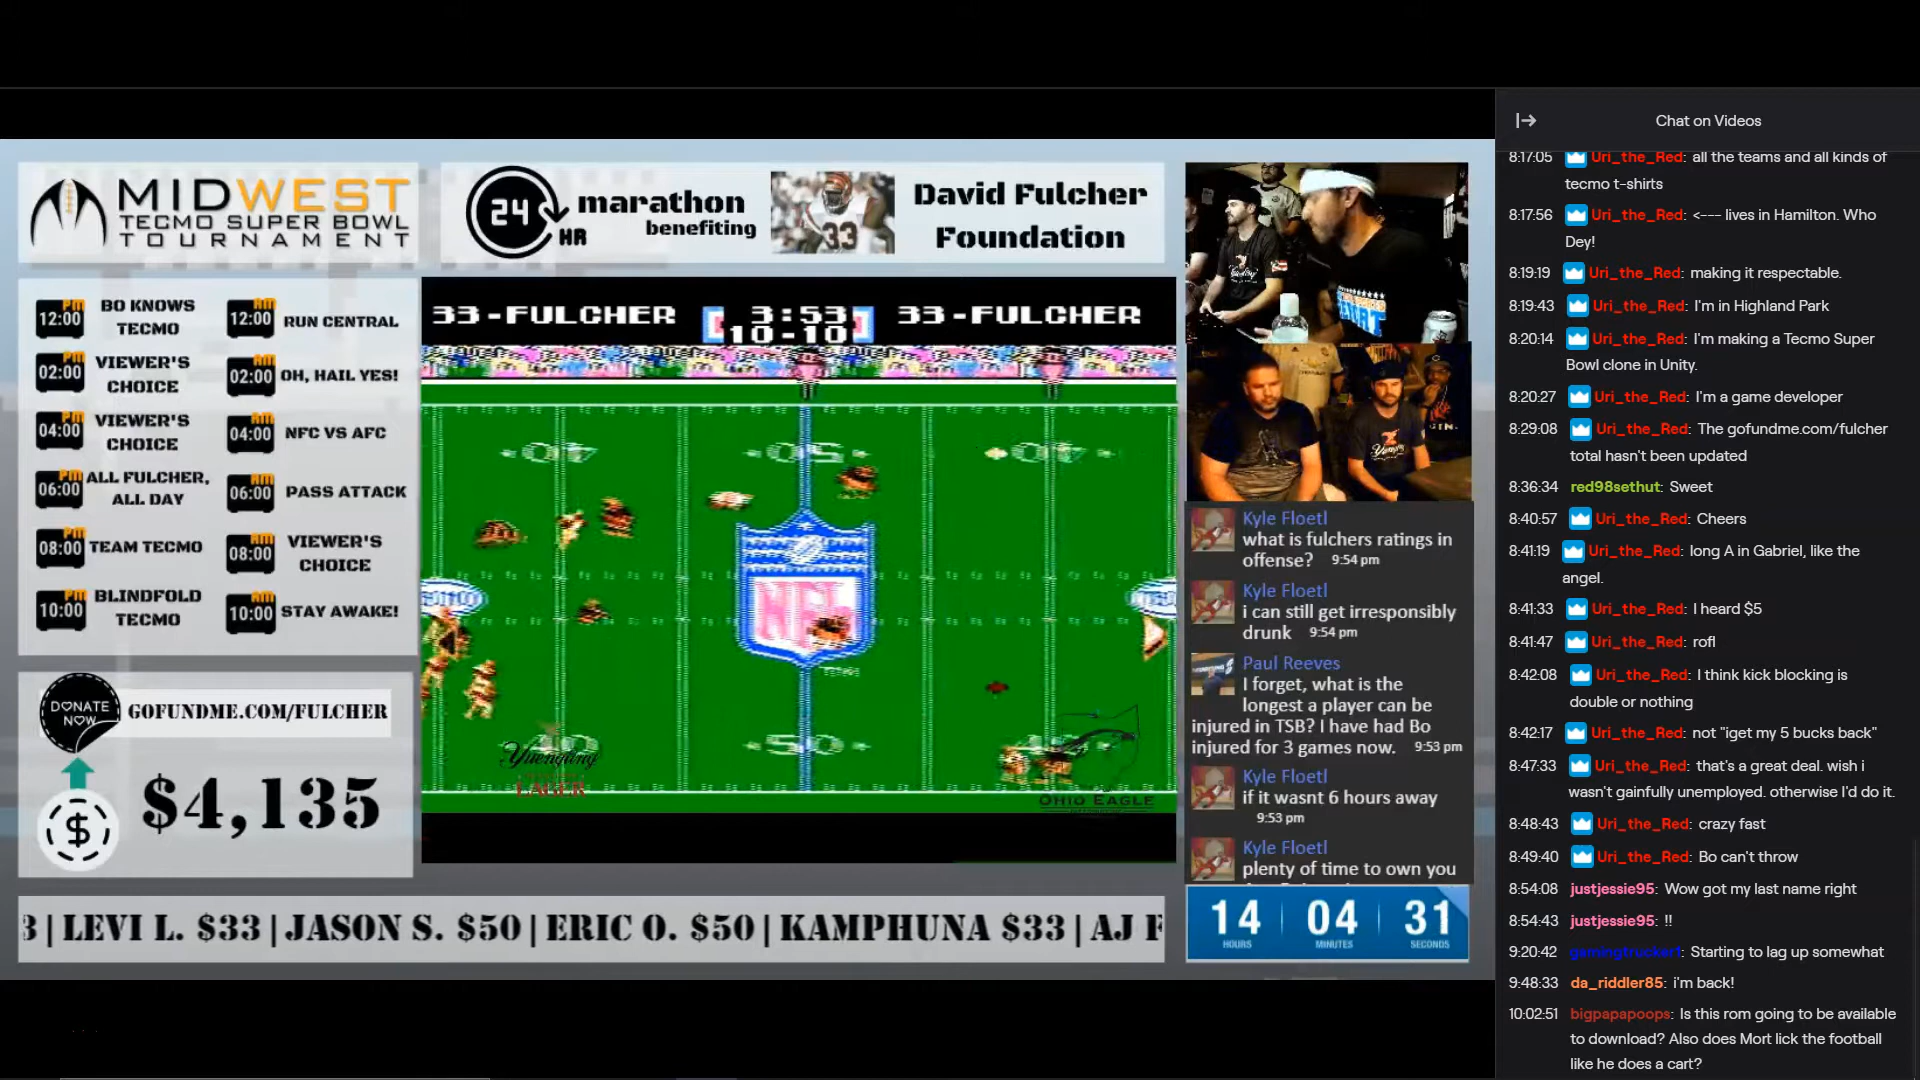 MIDWEST
TECMO SUPER BOWL
TOURNAMENT
24
HR
marathon
benefiting
33
David Fulcher
Foundation
PM 12:00 BO KNOWS TECMO
PM 02:00 VIEWER'S CHOICE
PM 04:00 VIEWER'S CHOICE
PM 06:00 ALL FULCHER, ALL DAY
PM 08:00 TEAM TECMO
PM 10:00 BLINDFOLD TECMO
AM 12:00 RUN CENTRAL
AM 02:00 OH, HAIL YES!
AM 04:00 NFC VS AFC
AM 06:00 PASS ATTACK
AM 08:00 VIEWER'S CHOICE
AM 10:00 STAY AWAKE!
DONATE
NOW
GOFUNDME.COM/FULCHER
$
$4,135
33-FULCHER 3:53 33-FULCHER
10-10
40 50 40
NFL
50
Yuengling
LAGER
OHIO EAGLE
Kyle Floetl
what is fulchers ratings in
offense? 9:54 pm
Kyle Floetl
i can still get irresponsibly
drunk 9:54 pm
Paul Reeves
I forget, what is the
longest a player can be
injured in TSB? I have had Bo
injured for 3 games now. 9:53 pm
Kyle Floetl
if it wasnt 6 hours away
9:53 pm
Kyle Floetl
plenty of time to own you
14 04 31
HOURS MINUTES SECONDS
3 | LEVI L. $33 | JASON S. $50 | ERIC O. $50 | KAMPHUNA $33 | AJ F
Chat on Videos
8:17:05 Uri_the_Red: all the teams and all kinds of
tecmo t-shirts
8:17:56 Uri_the_Red: <--- lives in Hamilton. Who
Dey!
8:19:19 Uri_the_Red: making it respectable.
8:19:43 Uri_the_Red: I'm in Highland Park
8:20:14 Uri_the_Red: I'm making a Tecmo Super
Bowl clone in Unity.
8:20:27 Uri_the_Red: I'm a game developer
8:29:08 Uri_the_Red: The gofundme.com/fulcher
total hasn't been updated
8:36:34 red98sethut: Sweet
8:40:57 Uri_the_Red: Cheers
8:41:19 Uri_the_Red: long A in Gabriel, like the
angel.
8:41:33 Uri_the_Red: I heard $5
8:41:47 Uri_the_Red: rofl
8:42:08 Uri_the_Red: I think kick blocking is
double or nothing
8:42:17 Uri_the_Red: not "iget my 5 bucks back"
8:47:33 Uri_the_Red: that's a great deal. wish i
wasn't gainfully unemployed. otherwise I'd do it.
8:48:43 Uri_the_Red: crazy fast
8:49:40 Uri_the_Red: Bo can't throw
8:54:08 justjessie95: Wow got my last name right
8:54:43 justjessie95: !!
9:20:42 gamingtrucker1: Starting to lag up somewhat
9:48:33 da_riddler85: i'm back!
10:02:51 bigpapapoops: Is this rom going to be available
to download? Also does Mort lick the football
like he does a cart?